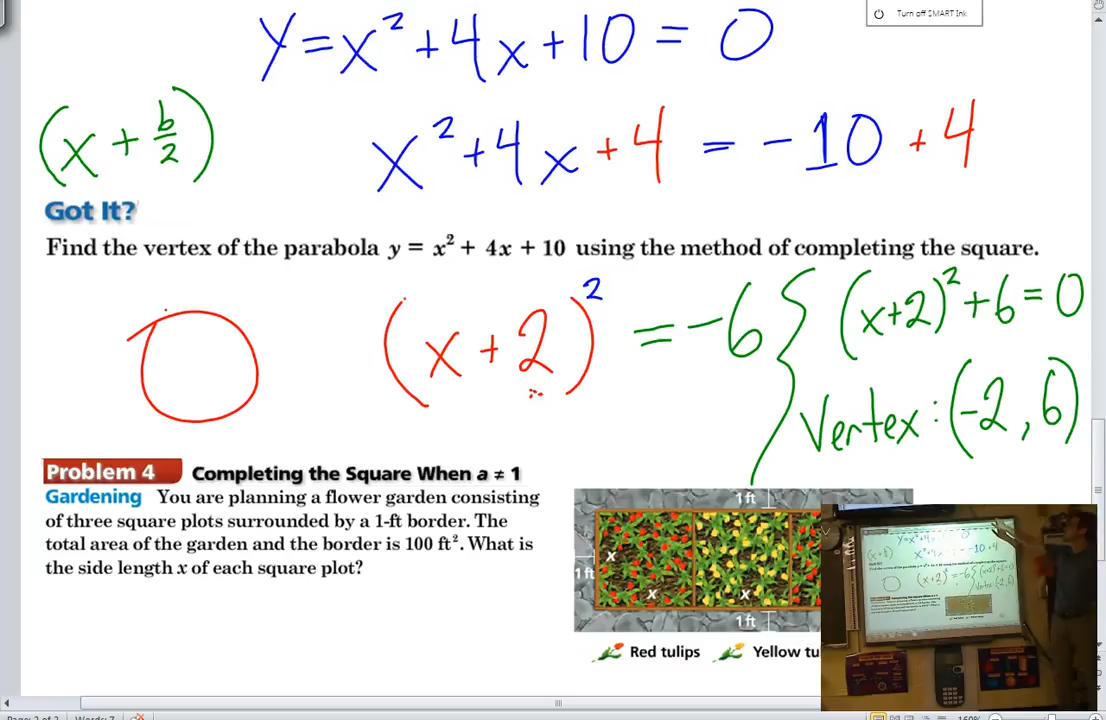 Turn off SMART Ink
y = x² + 4x + 10 = 0
(x + b/2)
x² + 4x + 4 = -10 + 4
Got It?
Find the vertex of the parabola y = x² + 4x + 10 using the method of completing the square.
(x + 2)² = -6
(x+2)² + 6 = 0
Vertex: (-2, 6)
Problem 4 Completing the Square When a ≠ 1
Gardening You are planning a flower garden consisting
of three square plots surrounded by a 1-ft border. The
total area of the garden and the border is 100 ft². What is
the side length x of each square plot?
1 ft
x
1 ft
x
x
1 ft
Red tulips
Yellow tu